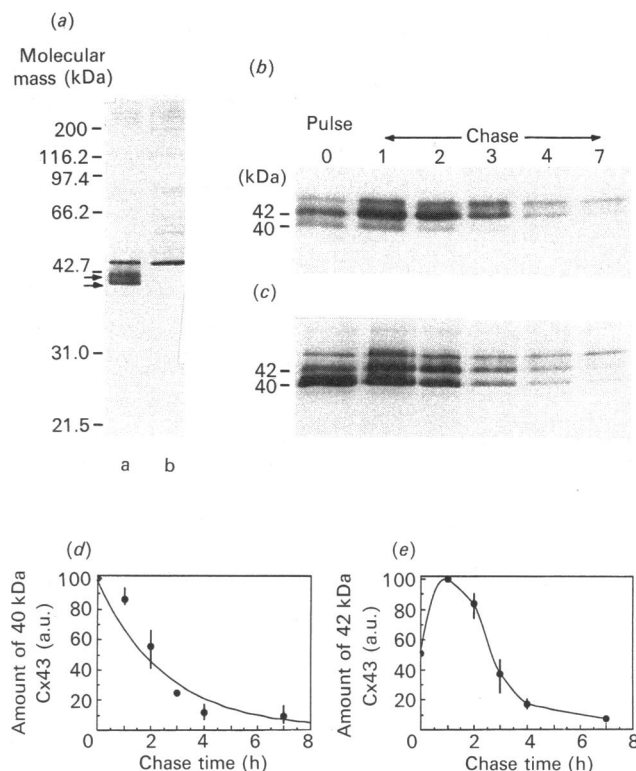 (a)
Molecular
mass (kDa)
200
116.2
97.4
66.2
42.7
31.0
21.5
a b
(b)
Pulse Chase
0 1 2 3 4 7
(kDa)
42
40
(c)
42
40
(d)
Amount of 40 kDa
Cx43 (a.u.)
100
80
60
40
20
0 2 4 6 8
Chase time (h)
(e)
Amount of 42 kDa
Cx43 (a.u.)
100
80
60
40
20
0 2 4 6 8
Chase time (h)